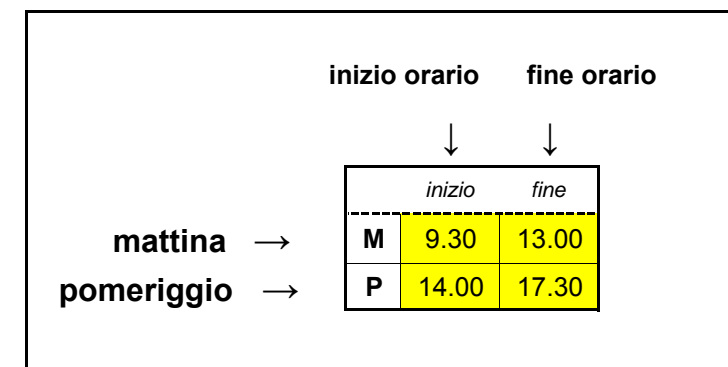 inizio orario fine orario
↓ ↓
inizio fine
mattina → M 9.30 13.00
pomeriggio → P 14.00 17.30